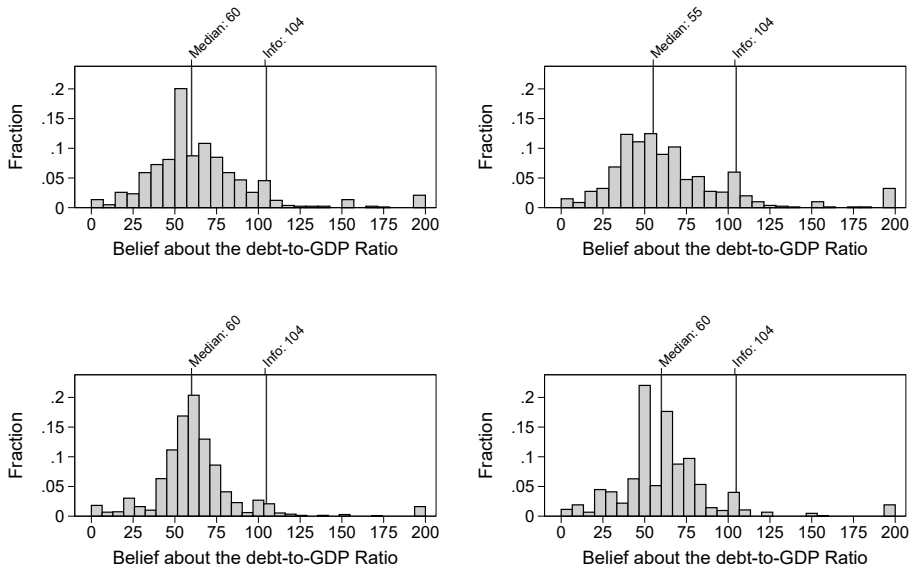 Median: 60
Info: 104
Fraction
.2
.15
.1
.05
0
0 25 50 75 100 125 150 175 200
Belief about the debt-to-GDP Ratio
Median: 55
Info: 104
Fraction
.2
.15
.1
.05
0
0 25 50 75 100 125 150 175 200
Belief about the debt-to-GDP Ratio
Median: 60
Info: 104
Fraction
.2
.15
.1
.05
0
0 25 50 75 100 125 150 175 200
Belief about the debt-to-GDP Ratio
Median: 60
Info: 104
Fraction
.2
.15
.1
.05
0
0 25 50 75 100 125 150 175 200
Belief about the debt-to-GDP Ratio